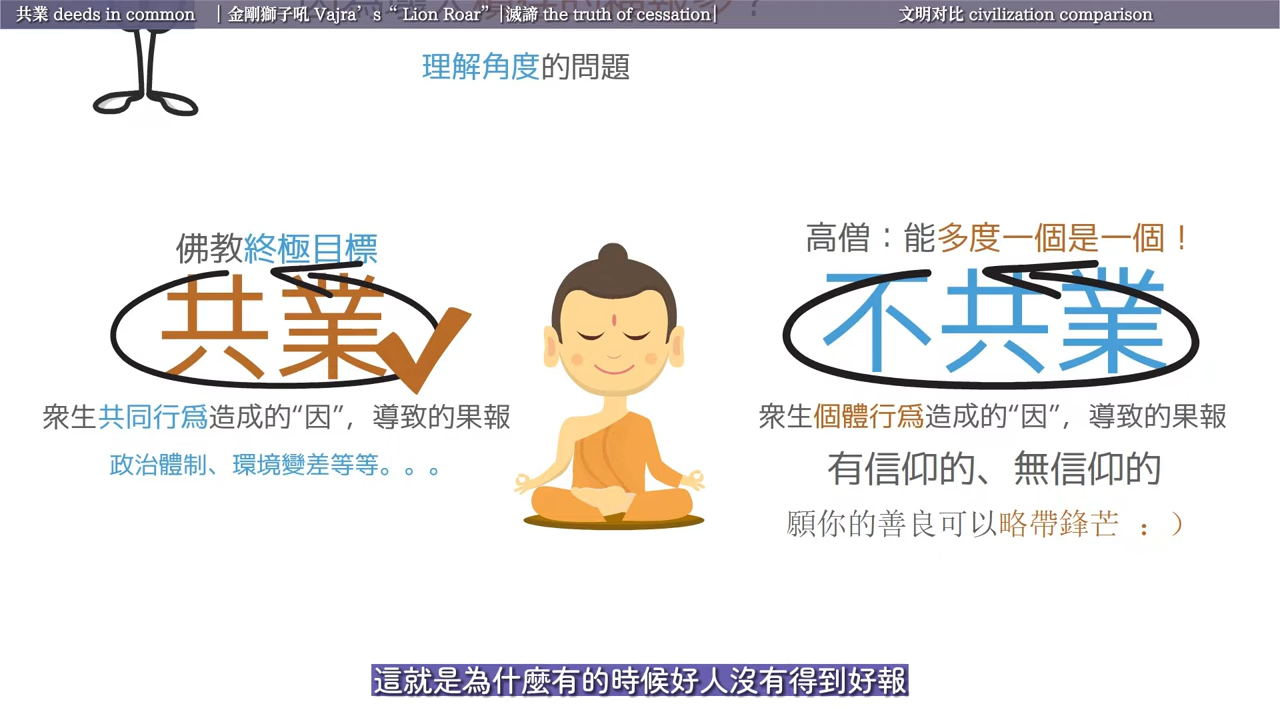 共業 deeds in common ｜金剛獅子吼 Vajra’s“ Lion Roar”|滅諦 the truth of cessation| 文明对比 civilization comparison
理解角度的問題
佛教終極目標
共業
衆生共同行爲造成的“因”，導致的果報
政治體制、環境變差等等。。。
高僧：能多度一個是一個！
不共業
衆生個體行爲造成的“因”，導致的果報
有信仰的、無信仰的
願你的善良可以略帶鋒芒 ：）
這就是為什麼有的時候好人沒有得到好報